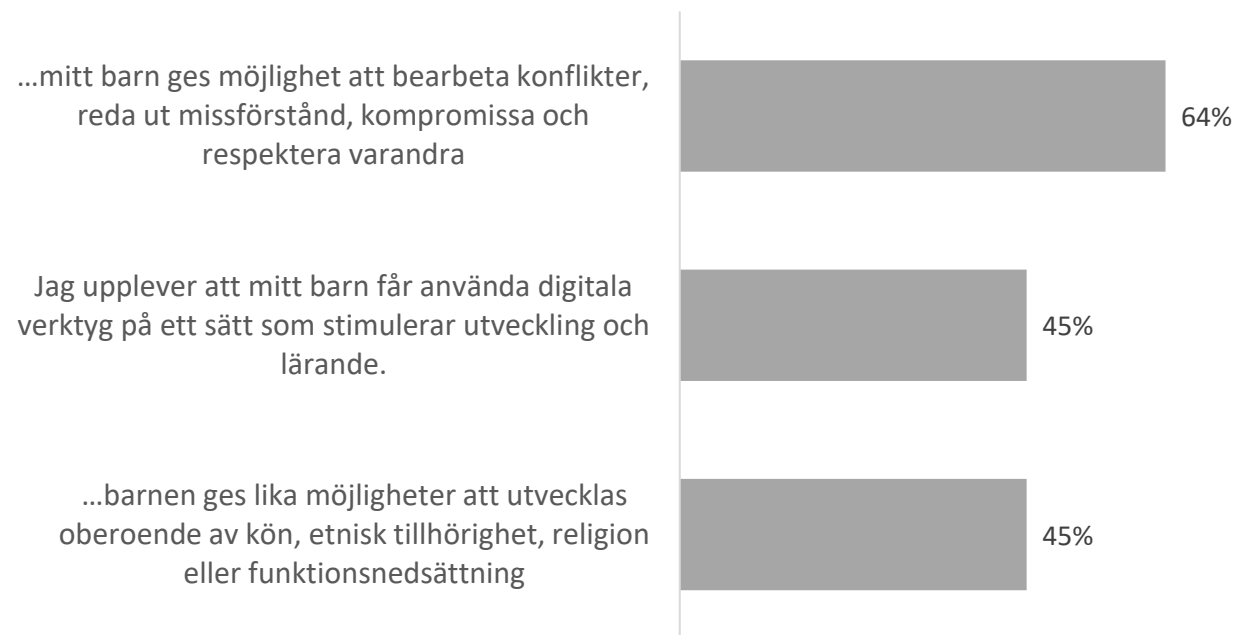 …mitt barn ges möjlighet att bearbeta konflikter,
reda ut missförstånd, kompromissa och
respektera varandra
64%
Jag upplever att mitt barn får använda digitala
verktyg på ett sätt som stimulerar utveckling och
lärande.
45%
…barnen ges lika möjligheter att utvecklas
oberoende av kön, etnisk tillhörighet, religion
eller funktionsnedsättning
45%